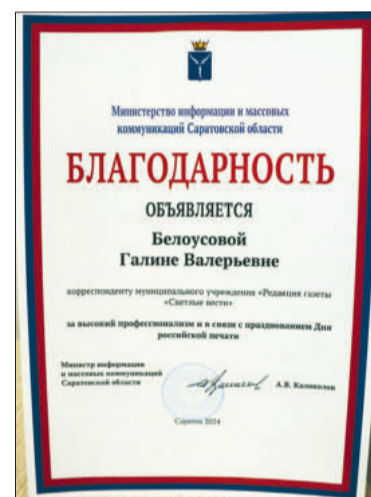 Министерство информации и массовых
коммуникаций Саратовской области
БЛАГОДАРНОСТЬ
ОБЪЯВЛЯЕТСЯ
Белоусовой
Галине Валерьевне
корреспонденту муниципального учреждения «Редакция газеты
«Светлые вести»
за высокий профессионализм и в связи с празднованием Дня
российской печати
Министр информации
и массовых коммуникаций
Саратовской области
А.В.
Саратов 2024